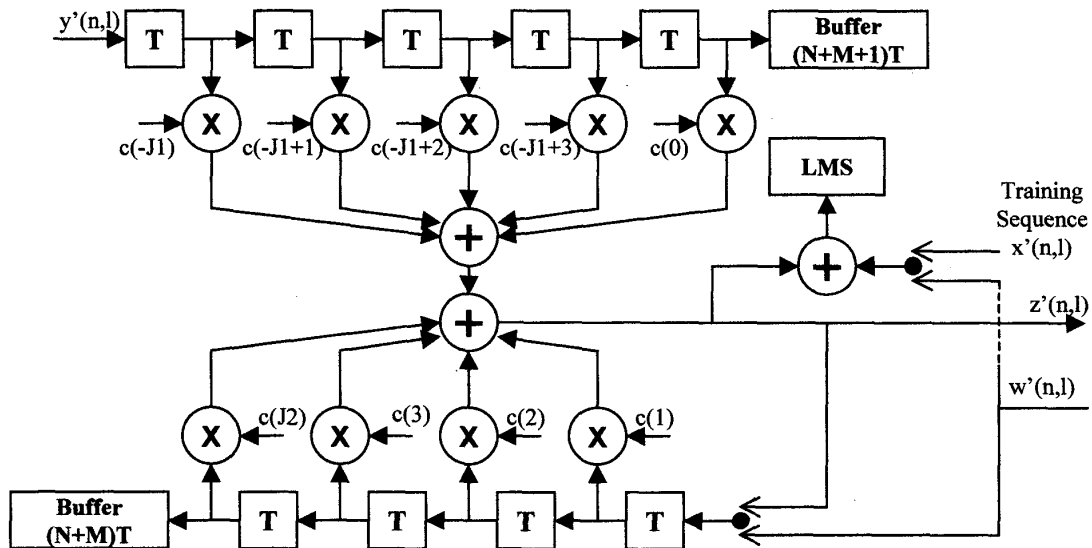 y'(n,l)
T T T T T
Buffer
(N+M+1)T
X X X X X
c(-J1) c(-J1+1) c(-J1+2) c(-J1+3) c(0)
LMS
Training
Sequence
x'(n,l)
+
+
z'(n,l)
+
w'(n,l)
c(J2) c(3) c(2) c(1)
X X X X
Buffer
(N+M)T
T T T T